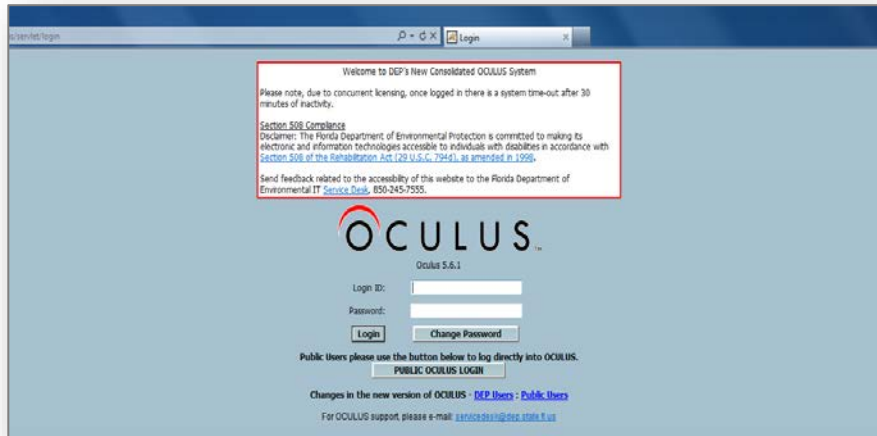 s/servlet/login
Login
Welcome to DEP's New Consolidated OCULUS System
Please note, due to concurrent licensing, once logged in there is a system time-out after 30
minutes of inactivity.
Section 508 Compliance
Disclaimer: The Florida Department of Environmental Protection is committed to making its
electronic and information technologies accessible to individuals with disabilities in accordance with
Section 508 of the Rehabilitation Act (29 U.S.C. 794d), as amended in 1998.
Send feedback related to the accessibility of this website to the Florida Department of
Environmental IT Service Desk, 850-245-7555.
OCULUS
Oculus 5.6.1
Login ID:
Password:
Login Change Password
Public Users please use the button below to log directly into OCULUS.
PUBLIC OCULUS LOGIN
Changes in the new version of OCULUS - DEP Users : Public Users
For OCULUS support please e-mail: servicedesk@dep.state.fl.us